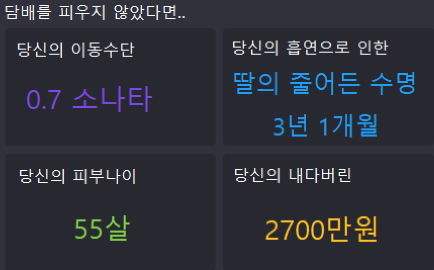 담배를 피우지 않았다면..
당신의 이동수단
0.7 소나타
당신의 흡연으로 인한
딸의 줄어든 수명
3년 1개월
당신의 피부나이
55살
당신의 내다버린
2700만원